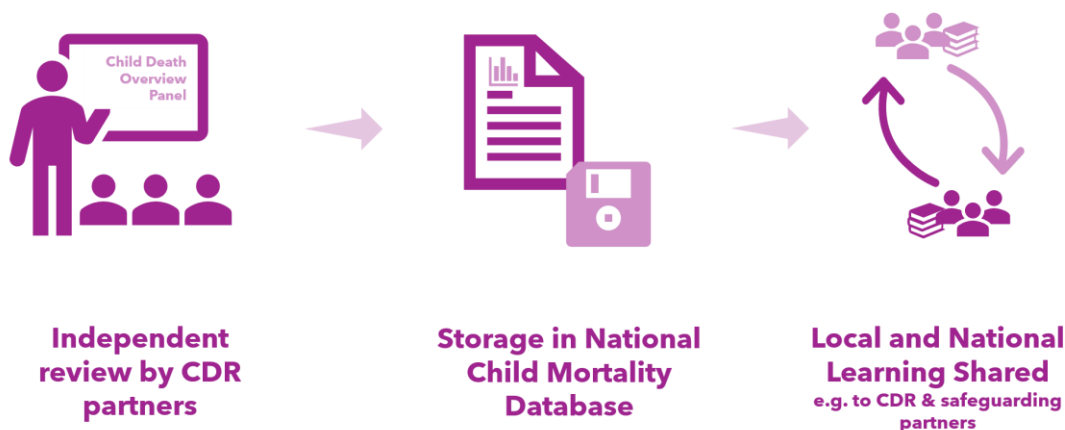 Child Death
Overview
Panel
Independent
review by CDR
partners
Storage in National
Child Mortality
Database
Local and National
Learning Shared
e.g. to CDR & safeguarding
partners